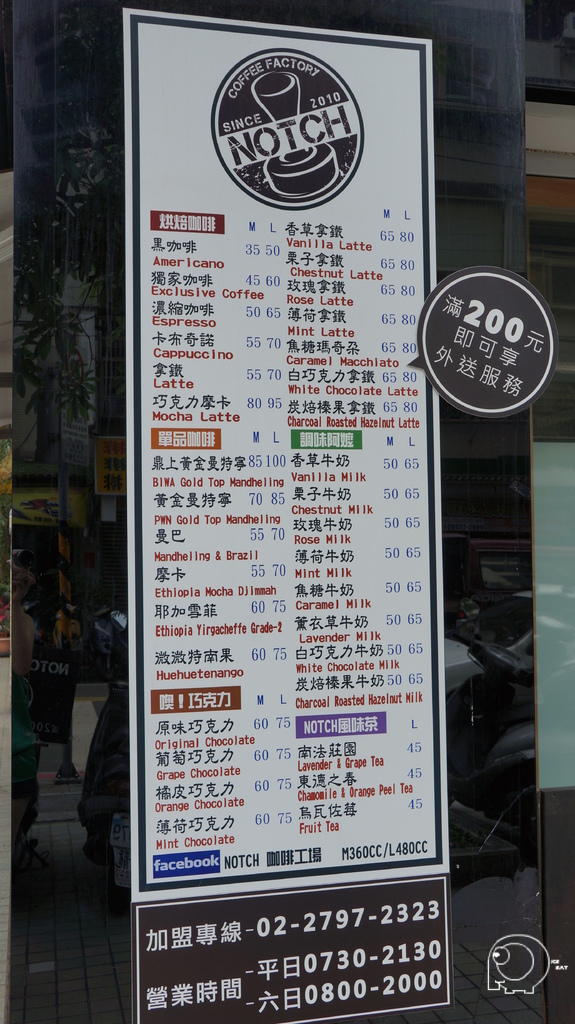 COFFEE FACTORY
SINCE 2010
NOTCH
烘焙咖啡 M L
黑咖啡 35 50
Americano
獨家咖啡 45 60
Exclusive Coffee
濃縮咖啡 50 65
Espresso
卡布奇諾 55 70
Cappuccino
拿鐵 55 70
Latte
巧克力摩卡 80 95
Mocha Latte
單品咖啡 M L
鼎上黃金曼特寧 85 100
BIWA Gold Top Mandheling
黃金曼特寧 70 85
PWN Gold Top Mandheling
曼巴 55 70
Mandheling & Brazil
摩卡 55 70
Ethiopia Mocha Djimmah
耶加雪菲 60 75
Ethiopia Yirgacheffe Grade-2
微微特南果 60 75
Huehuetenango
噢!巧克力 M L
原味巧克力 60 75
Original Chocolate
葡萄巧克力 60 75
Grape Chocolate
橘皮巧克力 60 75
Orange Chocolate
薄荷巧克力 60 75
Mint Chocolate
M L
香草拿鐵 65 80
Vanilla Latte
栗子拿鐵 65 80
Chestnut Latte
玫瑰拿鐵 65 80
Rose Latte
薄荷拿鐵 65 80
Mint Latte
焦糖瑪奇朵 65 80
Caramel Macchiato
白巧克力拿鐵 65 80
White Chocolate Latte
炭焙榛果拿鐵 65 80
Charcoal Roasted Hazelnut Latte
調味阿嬤 M L
香草牛奶 50 65
Vanilla Milk
栗子牛奶 50 65
Chestnut Milk
玫瑰牛奶 50 65
Rose Milk
薄荷牛奶 50 65
Mint Milk
焦糖牛奶 50 65
Caramel Milk
薰衣草牛奶 50 65
Lavender Milk
白巧克力牛奶 50 65
White Chocolate Milk
炭焙榛果牛奶 50 65
Charcoal Roasted Hazelnut Milk
NOTCH風味茶 L
南法莊園 45
Lavender & Grape Tea
東德之春 45
Chamomile & Orange Peel Tea
烏瓦佐莓 45
Fruit Tea
facebook NOTCH 咖啡工場 M360CC/L480CC
滿200元
即可享
外送服務
加盟專線-02-2797-2323
營業時間-平日0730-2130
-六日0800-2000
ICE
EAT